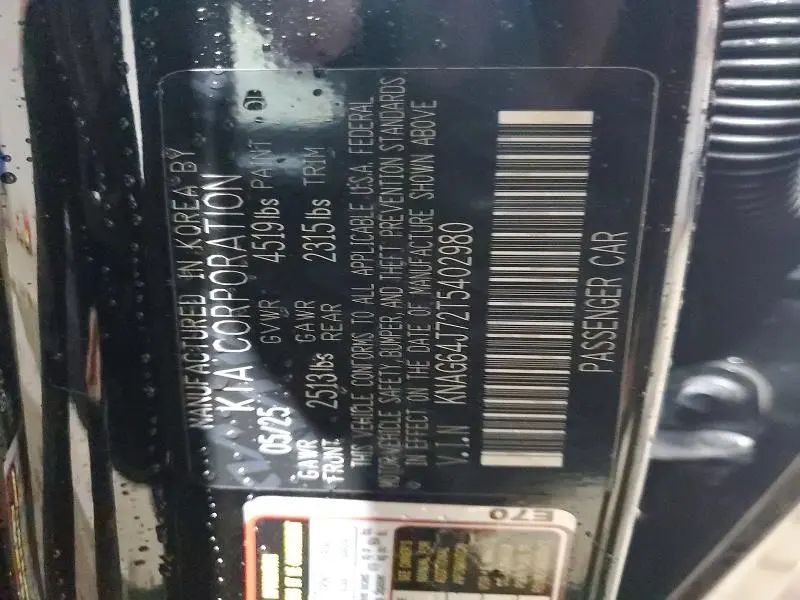 MANUFACTURED IN KOREA BY
KIA CORPORATION
05/25 GVWR 4519lbs PAINT
GAWR FRONT 2513lbs GAWR REAR 2315lbs TRIM
THIS VEHICLE CONFORMS TO ALL APPLICABLE U.S.A. FEDERAL
MOTOR VEHICLE SAFETY, BUMPER, AND THEFT PREVENTION STANDARDS
IN EFFECT ON THE DATE OF MANUFACTURE SHOWN ABOVE
V.I.N KNAG64J72T5402980
PASSENGER CAR
E70